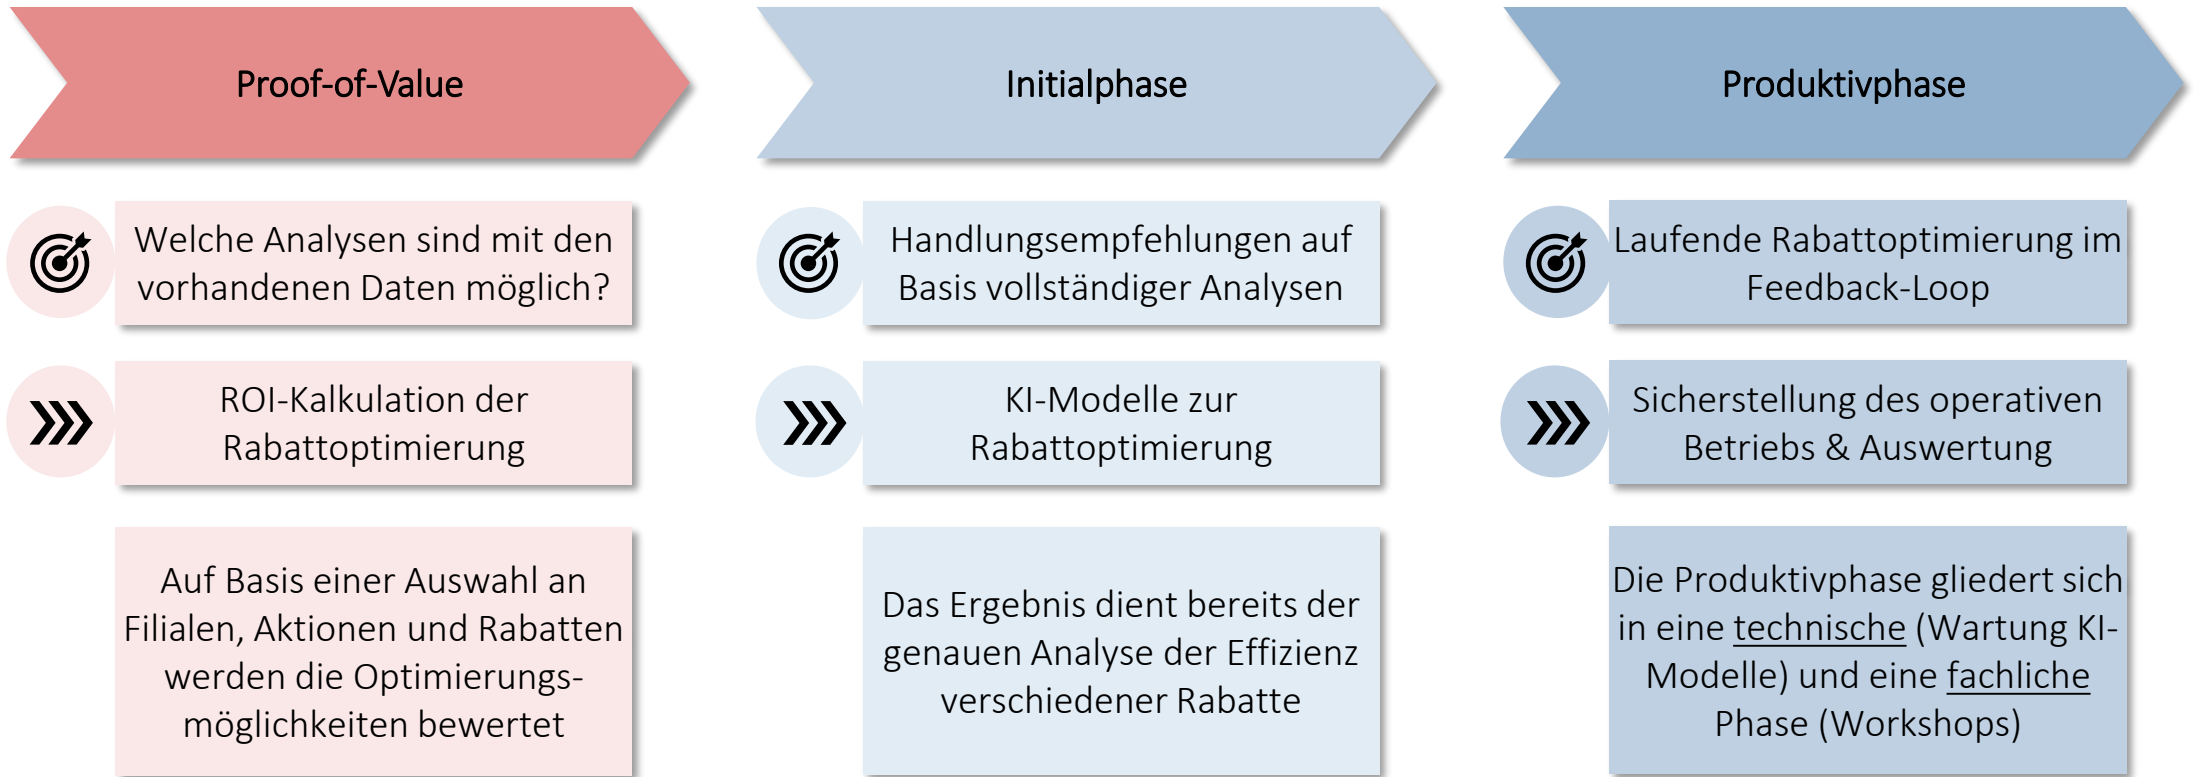 Proof-of-Value
Welche Analysen sind mit den
vorhandenen Daten möglich?
ROI-Kalkulation der
Rabattoptimierung
Auf Basis einer Auswahl an
Filialen, Aktionen und Rabatten
werden die Optimierungs-
möglichkeiten bewertet
Initialphase
Handlungsempfehlungen auf
Basis vollständiger Analysen
KI-Modelle zur
Rabattoptimierung
Das Ergebnis dient bereits der
genauen Analyse der Effizienz
verschiedener Rabatte
Produktivphase
Laufende Rabattoptimierung im
Feedback-Loop
Sicherstellung des operativen
Betriebs & Auswertung
Die Produktivphase gliedert sich
in eine technische (Wartung KI-
Modelle) und eine fachliche
Phase (Workshops)